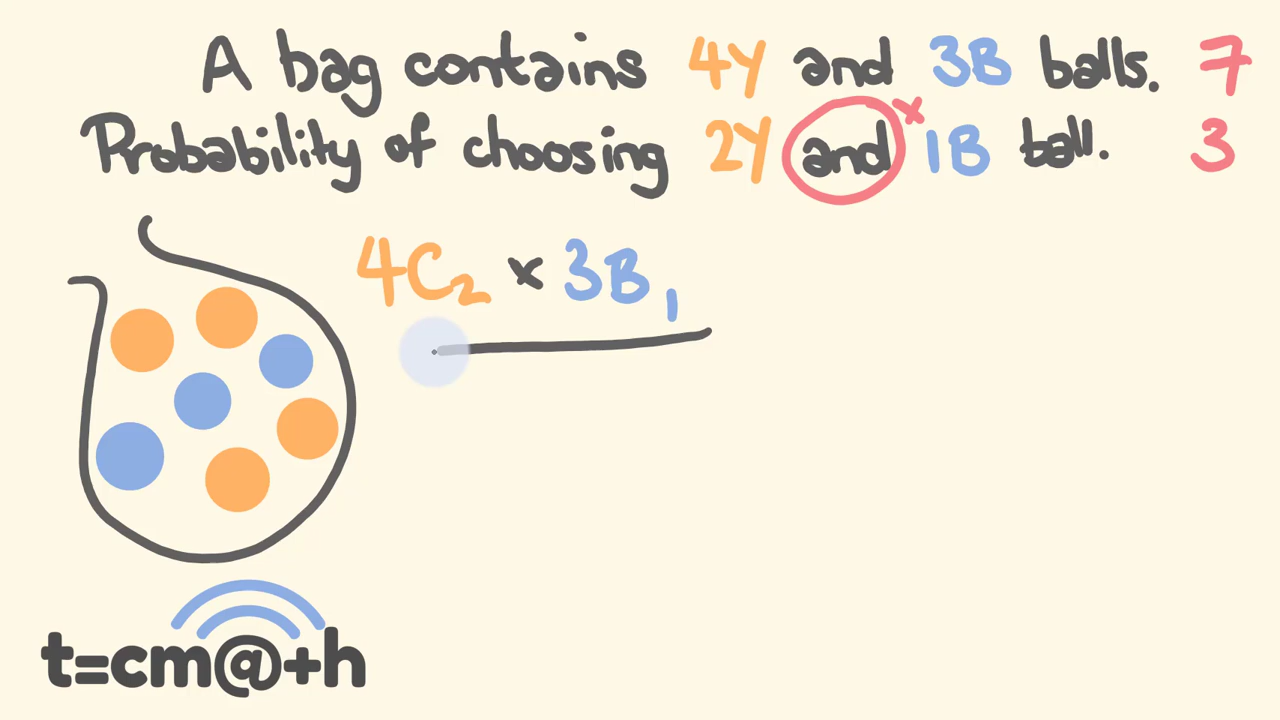 A bag contains 4Y and 3B balls. 7
Probability of choosing 2Y and × 1B ball. 3
4C₂ × 3B₁
t=cm@+h